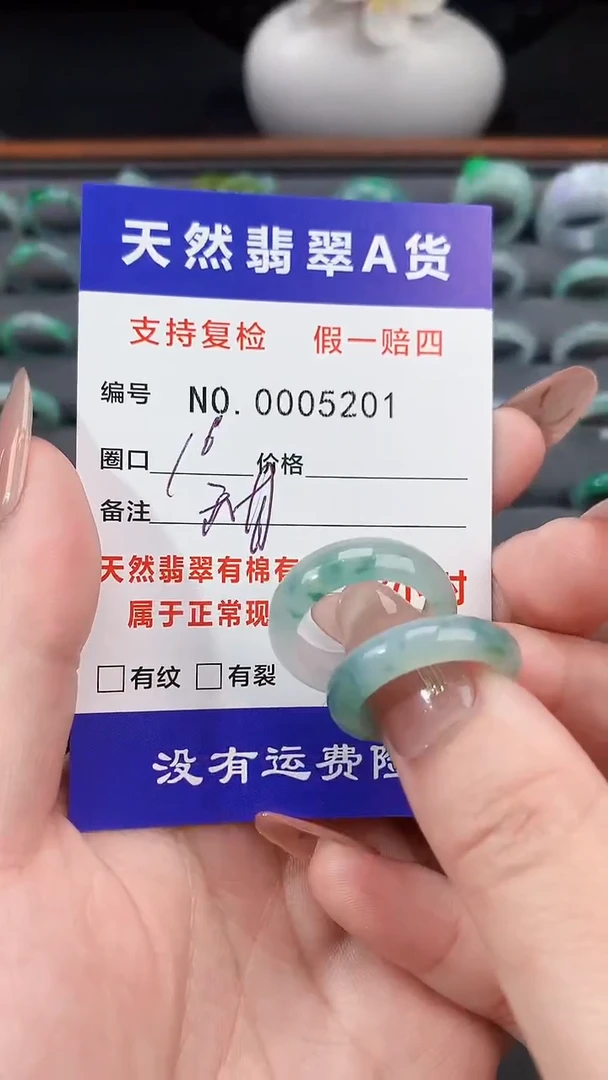 天然翡翠A货
支持复检 假一赔四
编号 NO.0005201
圈口 价格
备注
天然翡翠有棉有
属于正常现
□有纹 □有裂
没有运费险